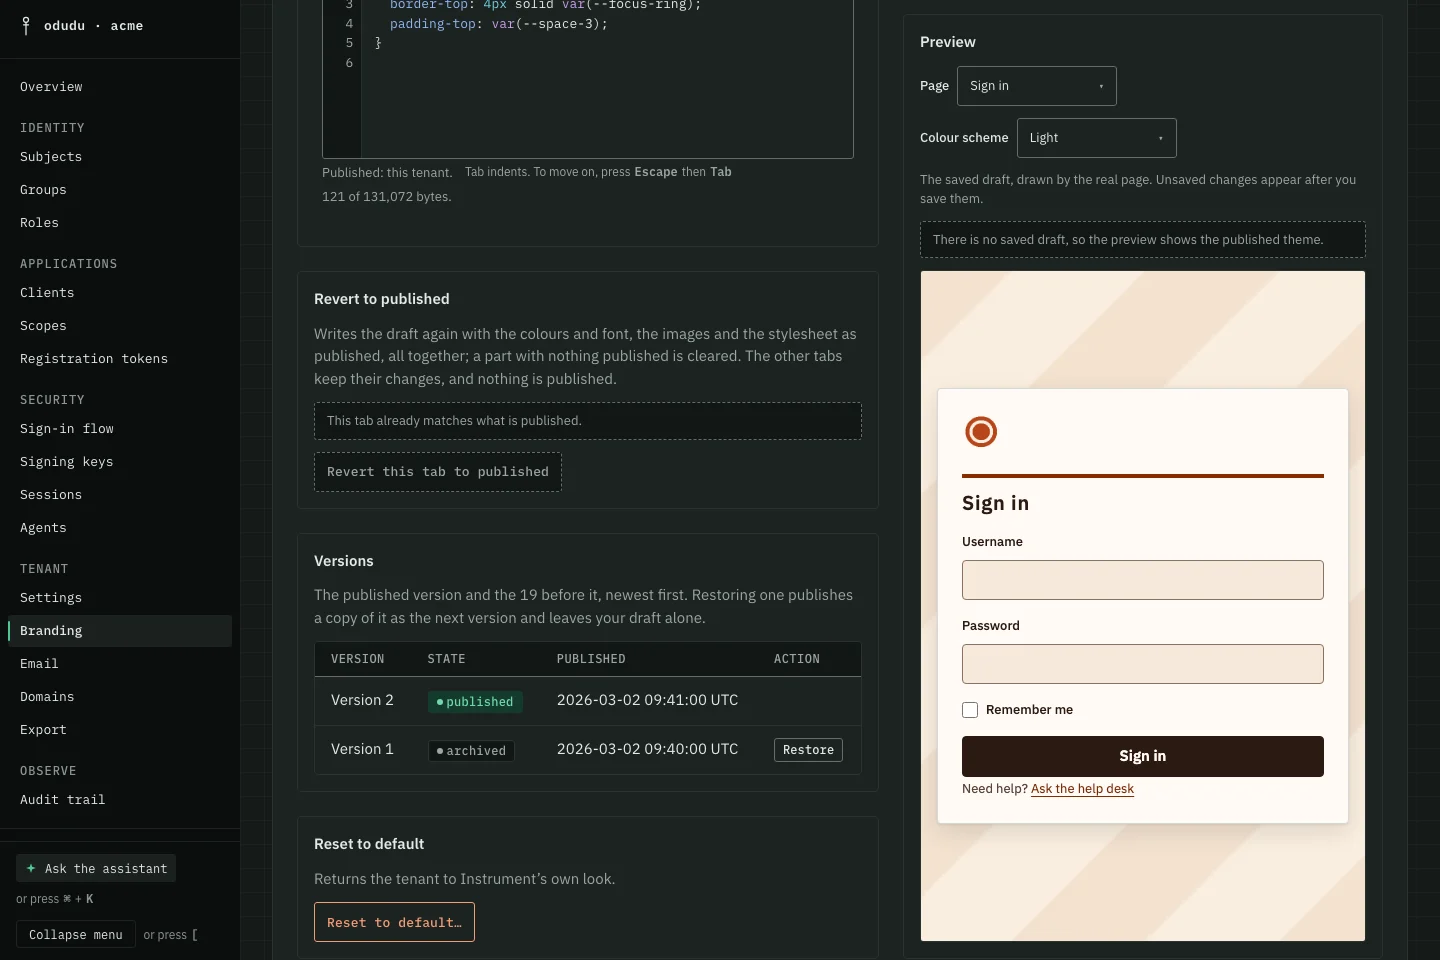 odudu · acme
Overview
IDENTITY
Subjects
Groups
Roles
APPLICATIONS
Clients
Scopes
Registration tokens
SECURITY
Sign-in flow
Signing keys
Sessions
Agents
TENANT
Settings
Branding
Email
Domains
Export
OBSERVE
Audit trail
Ask the assistant
or press ⌘ + K
Collapse menu or press [
3 border-top: 4px solid var(--focus-ring);
4 padding-top: var(--space-3);
5 }
6
Published: this tenant. Tab indents. To move on, press Escape then Tab
121 of 131,072 bytes.
Revert to published
Writes the draft again with the colours and font, the images and the stylesheet as
published, all together; a part with nothing published is cleared. The other tabs
keep their changes, and nothing is published.
This tab already matches what is published.
Revert this tab to published
Versions
The published version and the 19 before it, newest first. Restoring one publishes
a copy of it as the next version and leaves your draft alone.
VERSION STATE PUBLISHED ACTION
Version 2 published 2026-03-02 09:41:00 UTC
Version 1 archived 2026-03-02 09:40:00 UTC Restore
Reset to default
Returns the tenant to Instrument’s own look.
Reset to default…
Preview
Page Sign in
Colour scheme Light
The saved draft, drawn by the real page. Unsaved changes appear after you
save them.
There is no saved draft, so the preview shows the published theme.
Sign in
Username
Password
Remember me
Sign in
Need help? Ask the help desk